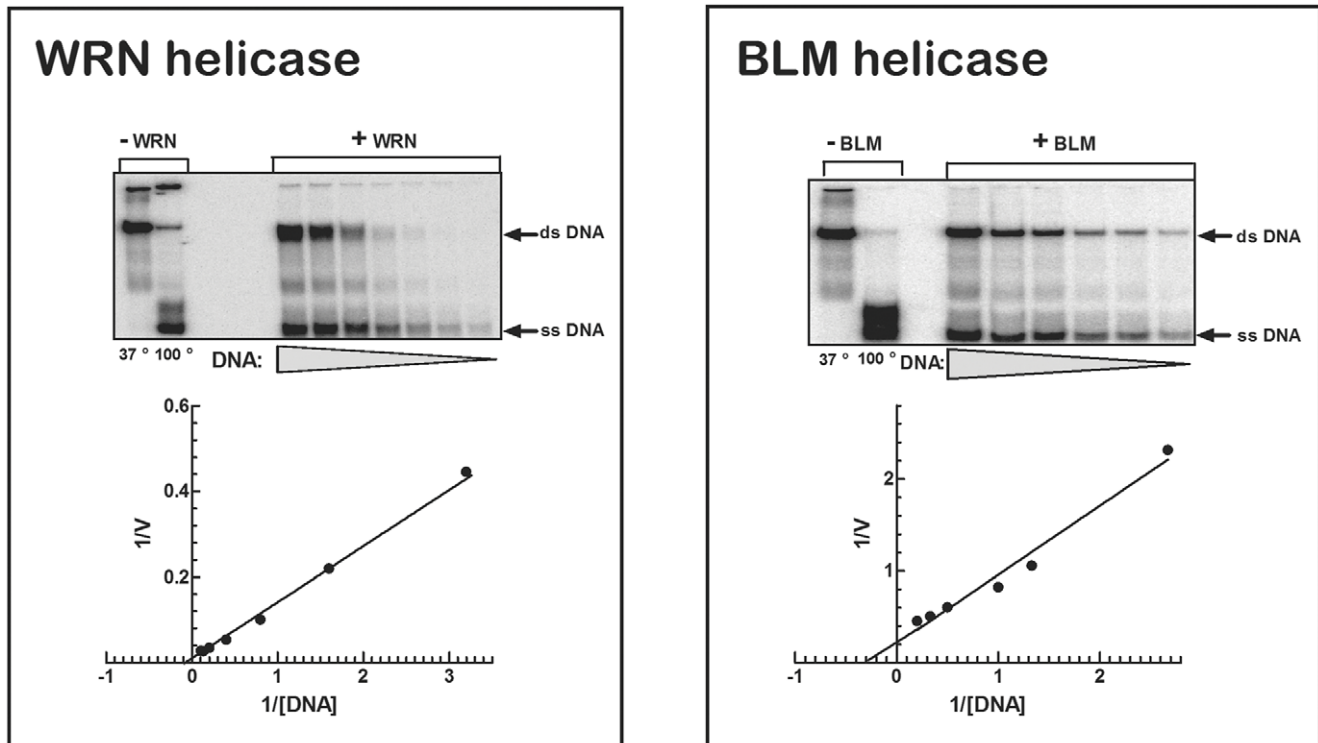 WRN helicase
- WRN
+ WRN
ds DNA
ss DNA
37 ° 100 °
DNA:
0.6
0.4
0.2
1/V
-1 0 1 2 3
1/[DNA]
BLM helicase
- BLM
+ BLM
ds DNA
ss DNA
37 ° 100 °
DNA:
2
1
1/V
-1 0 1 2
1/[DNA]